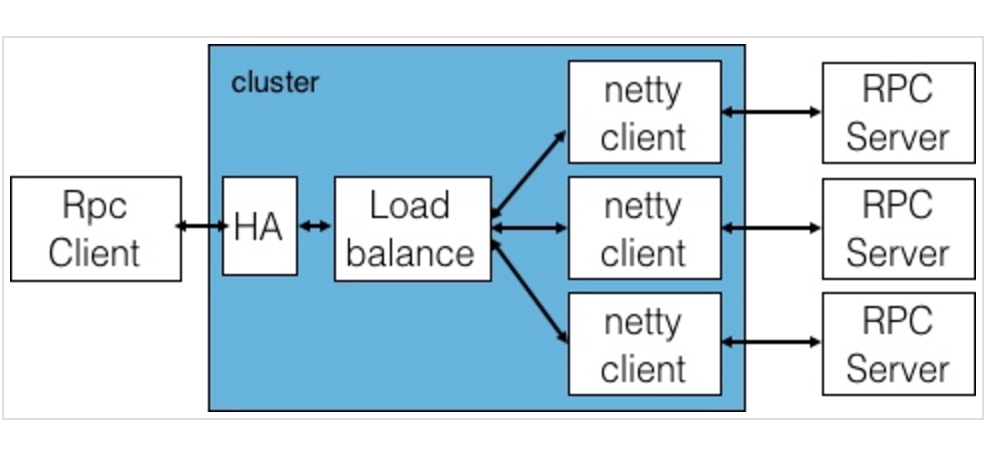 cluster
Rpc
Client
HA
Load
balance
netty
client
netty
client
netty
client
RPC
Server
RPC
Server
RPC
Server